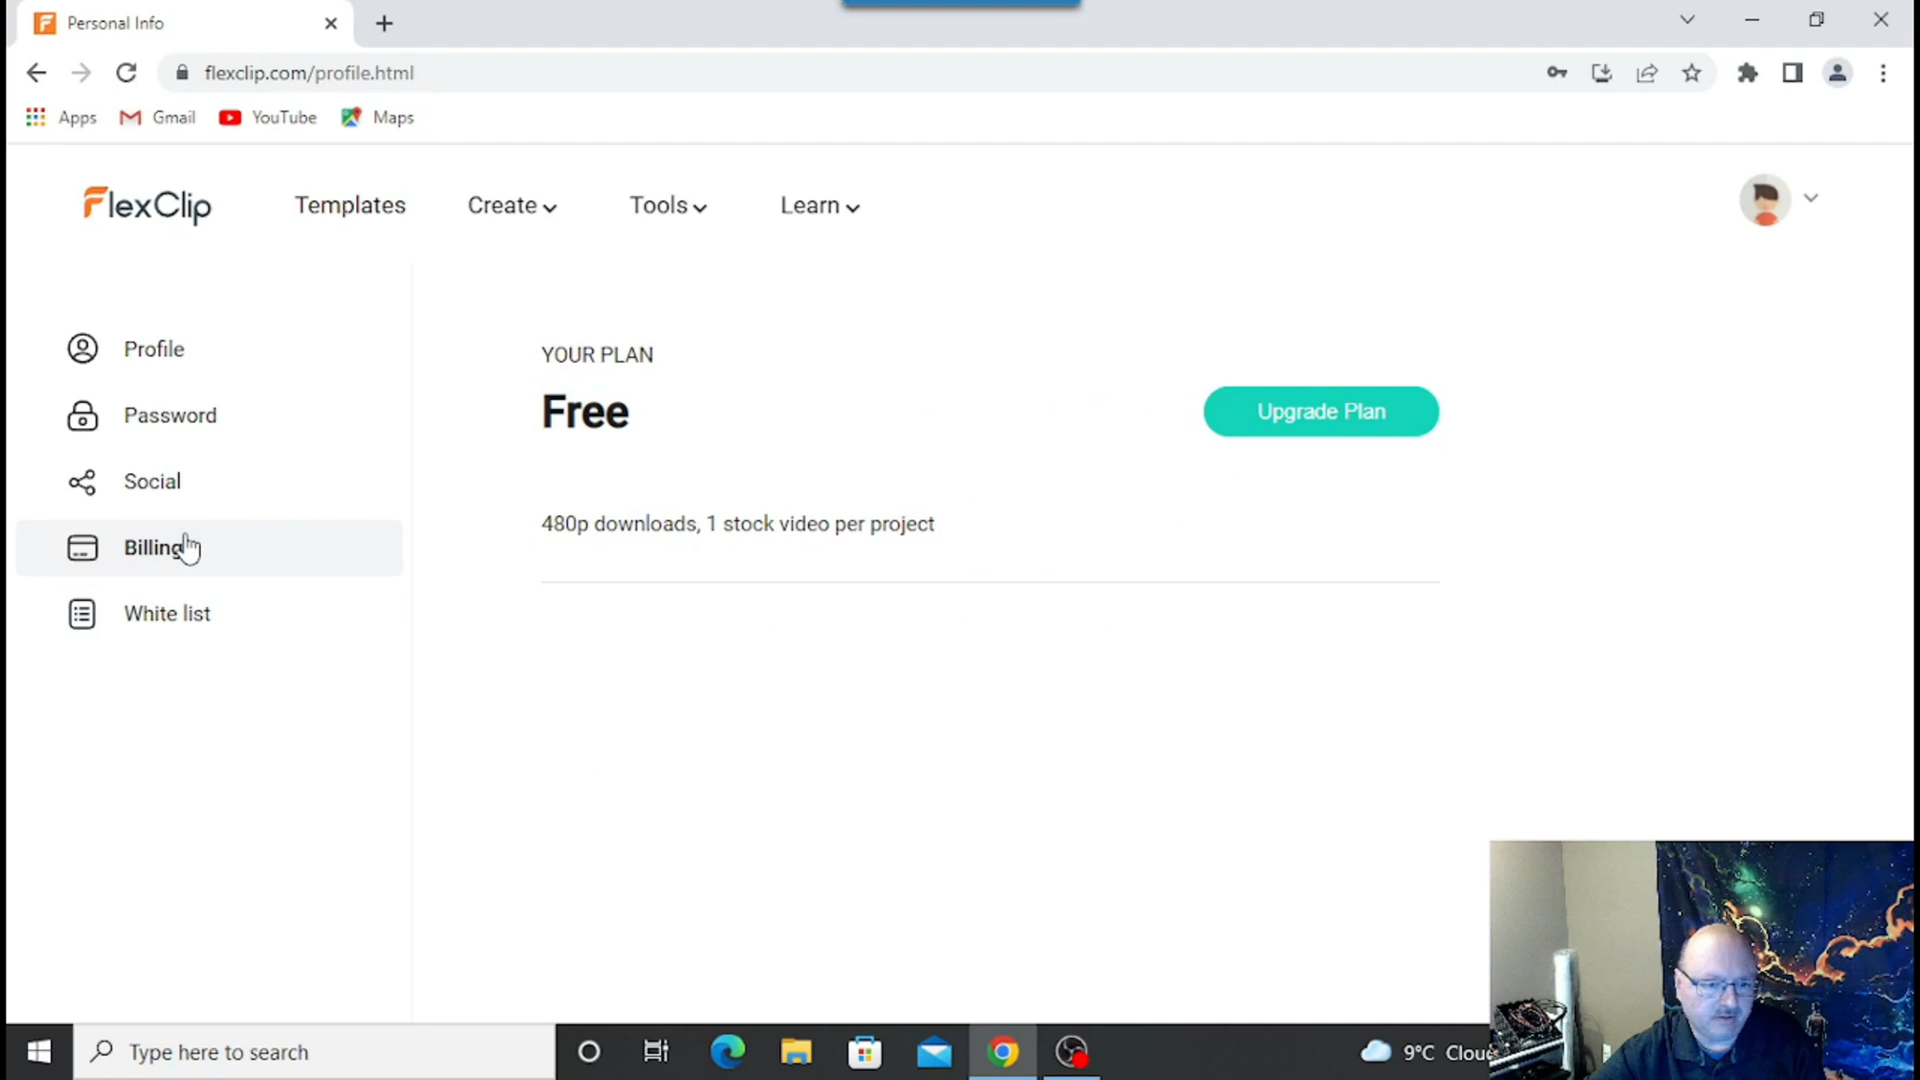 Personal Info
flexclip.com/profile.html
Apps Gmail YouTube Maps
FlexClip Templates Create Tools Learn
Profile
Password
Social
Billing
White list
YOUR PLAN
Free
Upgrade Plan
480p downloads, 1 stock video per project
Type here to search
9°C